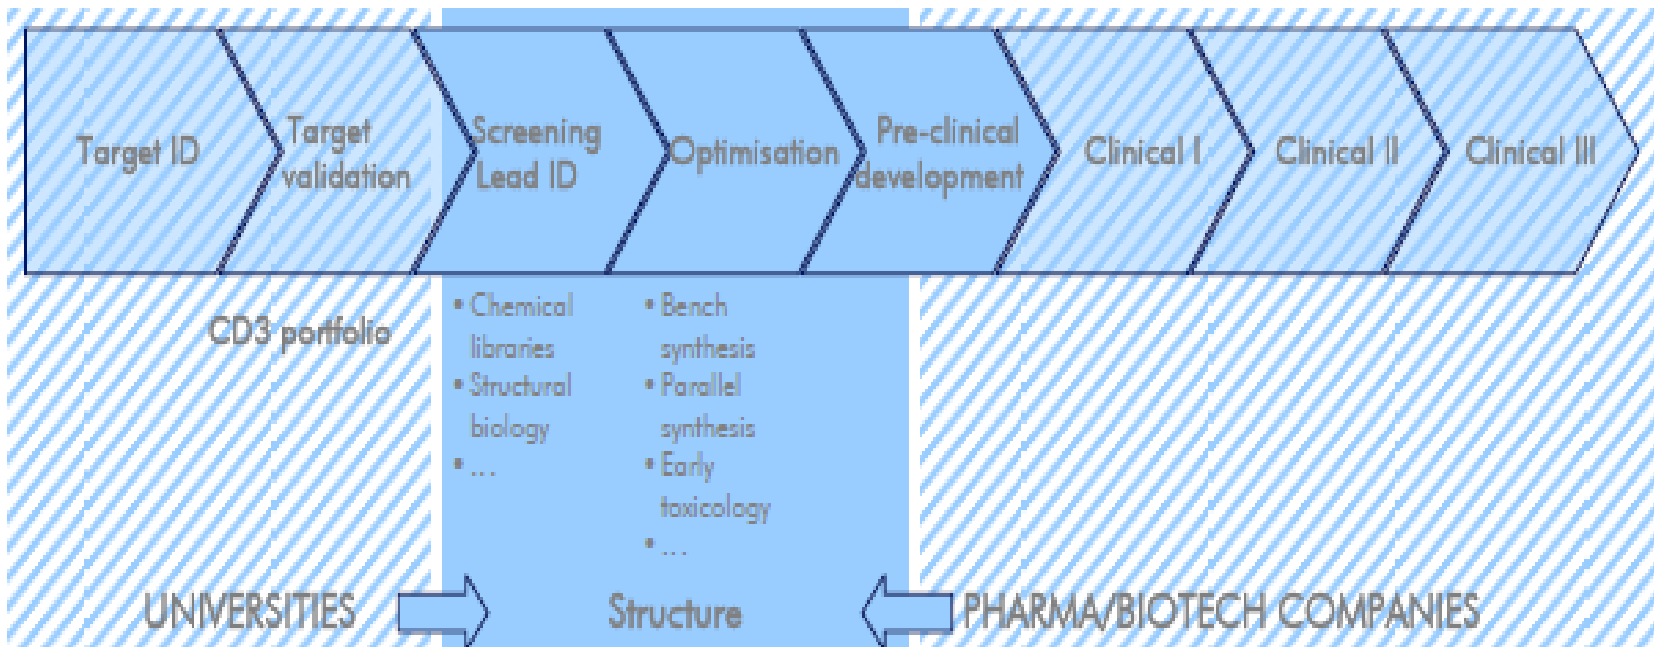 Target ID
Target
validation
Screening
Lead ID
Optimisation
Pre-clinical
development
Clinical I
Clinical II
Clinical III
CD3 portfolio
• Chemical
libraries
• Structural
biology
• ...
• Bench
synthesis
• Parallel
synthesis
• Early
toxicology
• ...
UNIVERSITIES
Structure
PHARMA/BIOTECH COMPANIES